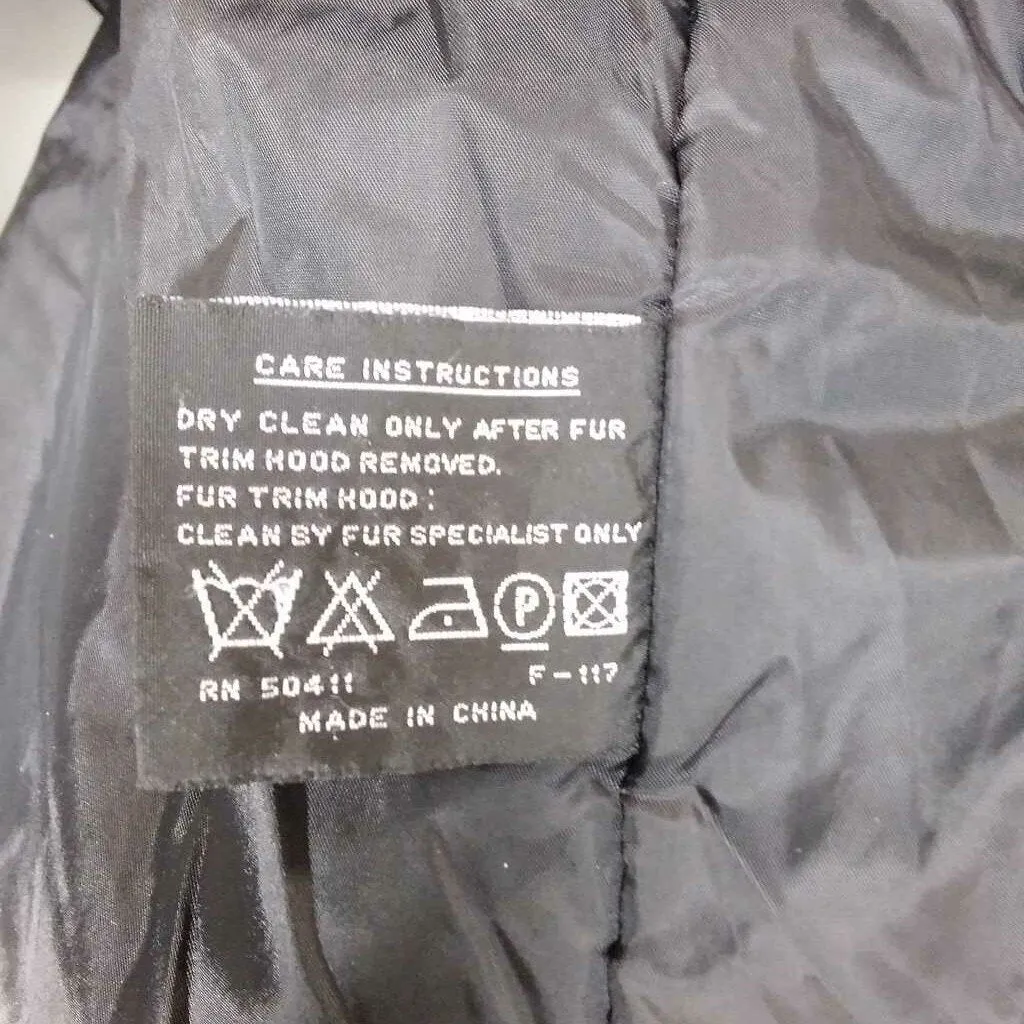 CARE INSTRUCTIONS
DRY CLEAN ONLY AFTER FUR
TRIM HOOD REMOVED.
FUR TRIM HOOD:
CLEAN BY FUR SPECIALIST ONLY
P
RN 50411 F-117
MADE IN CHINA